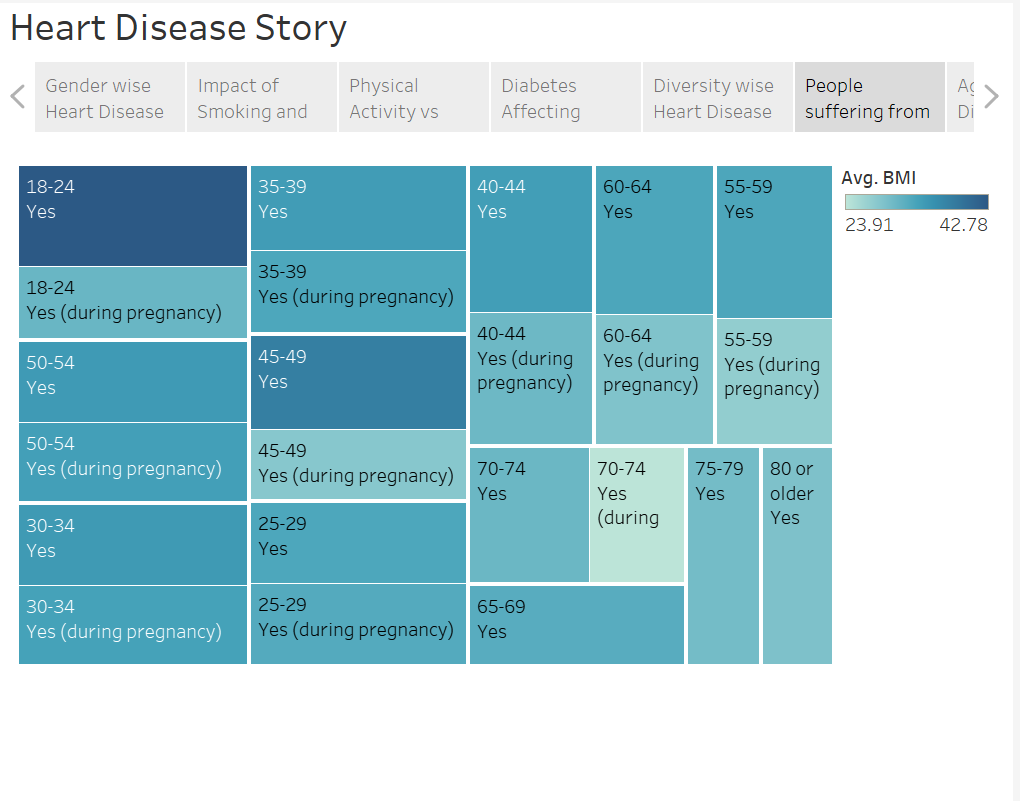 Heart Disease Story
Gender wise
Heart Disease
Impact of
Smoking and
Physical
Activity vs
Diabetes
Affecting
Diversity wise
Heart Disease
People
suffering from
Di
18-24
Yes
18-24
Yes (during pregnancy)
50-54
Yes
50-54
Yes (during pregnancy)
30-34
Yes
30-34
Yes (during pregnancy)
35-39
Yes
35-39
Yes (during pregnancy)
45-49
Yes
45-49
Yes (during pregnancy)
25-29
Yes
25-29
Yes (during pregnancy)
40-44
Yes
40-44
Yes (during
pregnancy)
60-64
Yes
60-64
Yes (during
pregnancy)
55-59
Yes
55-59
Yes (during
pregnancy)
70-74
Yes
70-74
Yes
(during
75-79
Yes
80 or
older
Yes
65-69
Yes
Avg. BMI
23.91 42.78